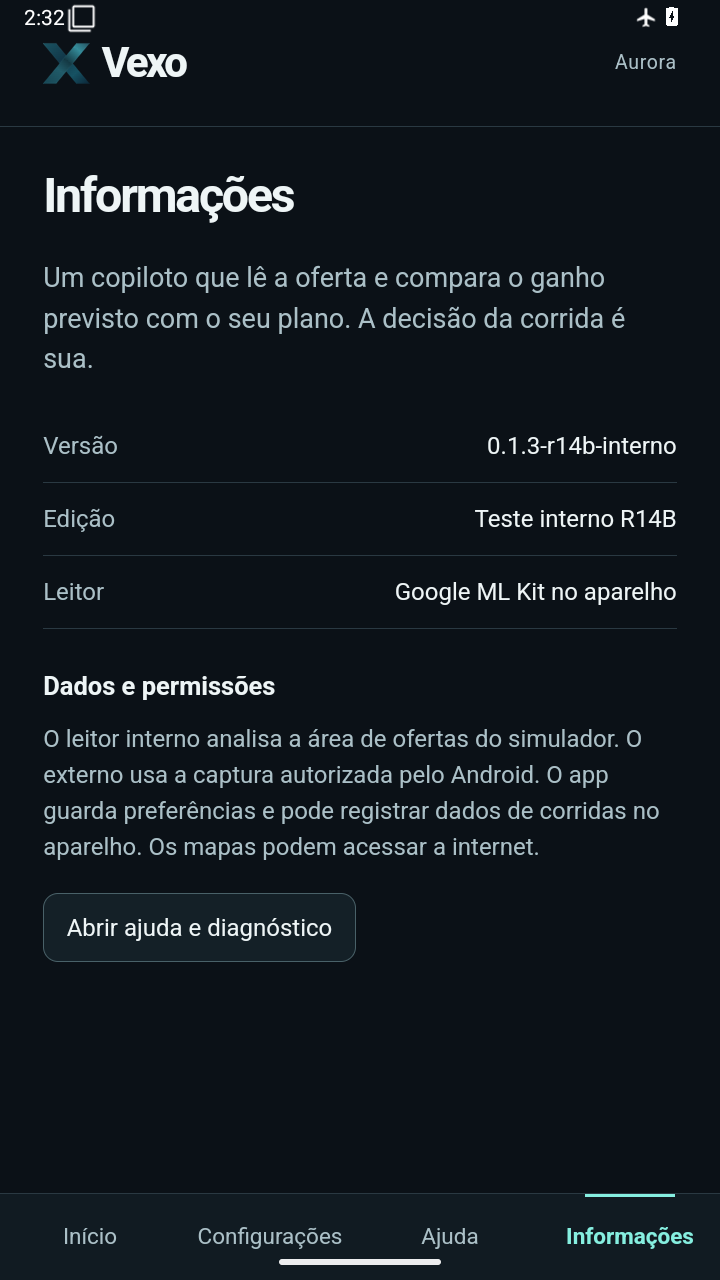 2:32
Vexo
Aurora
Informações
Um copiloto que lê a oferta e compara o ganho
previsto com o seu plano. A decisão da corrida é
sua.
Versão
0.1.3-r14b-interno
Edição
Teste interno R14B
Leitor
Google ML Kit no aparelho
Dados e permissões
O leitor interno analisa a área de ofertas do simulador. O
externo usa a captura autorizada pelo Android. O app
guarda preferências e pode registrar dados de corridas no
aparelho. Os mapas podem acessar a internet.
Abrir ajuda e diagnóstico
Início
Configurações
Ajuda
Informações